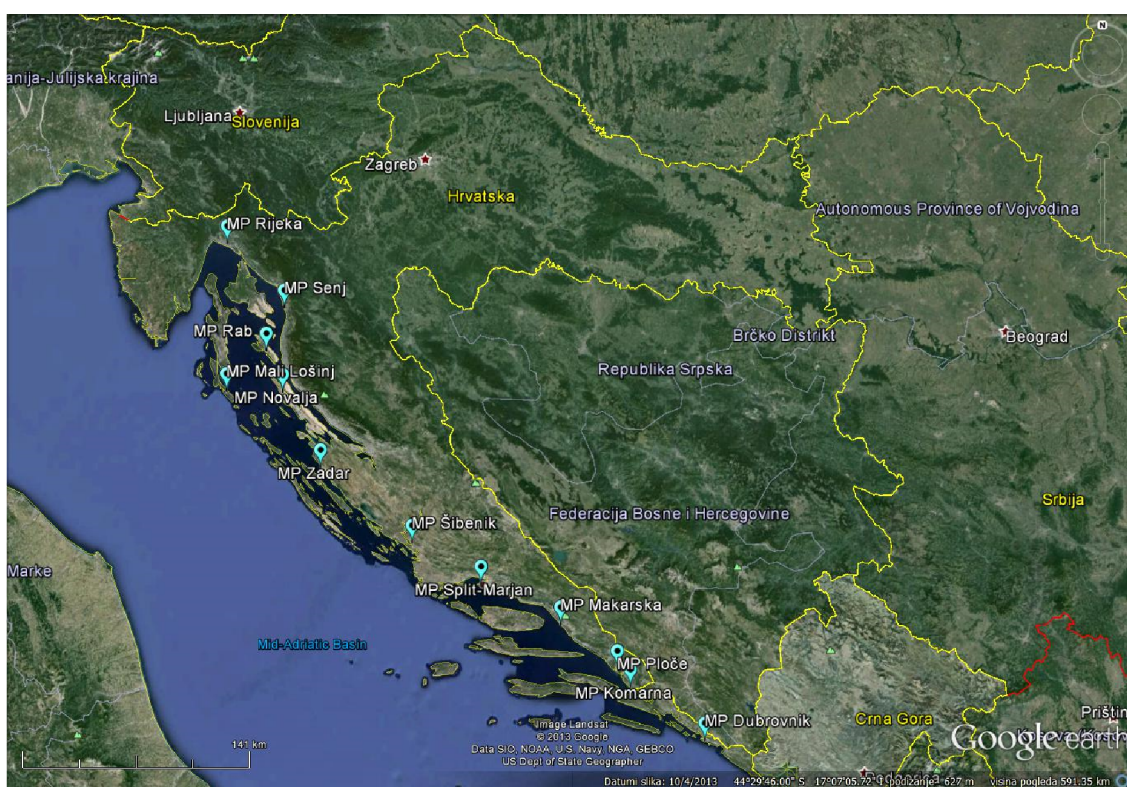 N
anija-Julijska krajina
Ljubljana
Slovenija
Zagreb
Hrvatska
Autonomous Province of Vojvodina
MP Rijeka
MP Senj
MP Rab
Brčko Distrikt
Beograd
MP Mali Lošinj
Republika Srpska
MP Novalja
MP Zadar
Srbija
MP Šibenik
Federacija Bosne i Hercegovine
Marke
MP Split-Marjan
MP Makarska
Mid-Adriatic Basin
MP Ploče
MP Komarna
Prištin
MP Dubrovnik
Crna Gora
Image Landsat
© 2013 Google
Data SIO, NOAA, U.S. Navy, NGA, GEBCO
US Dept of State Geographer
Google earth
141 km
Datumi slika: 10/4/2013 44°29'46.00" S 17°07'05.72" I podizanje 627 m visina pogleda 591.35 km